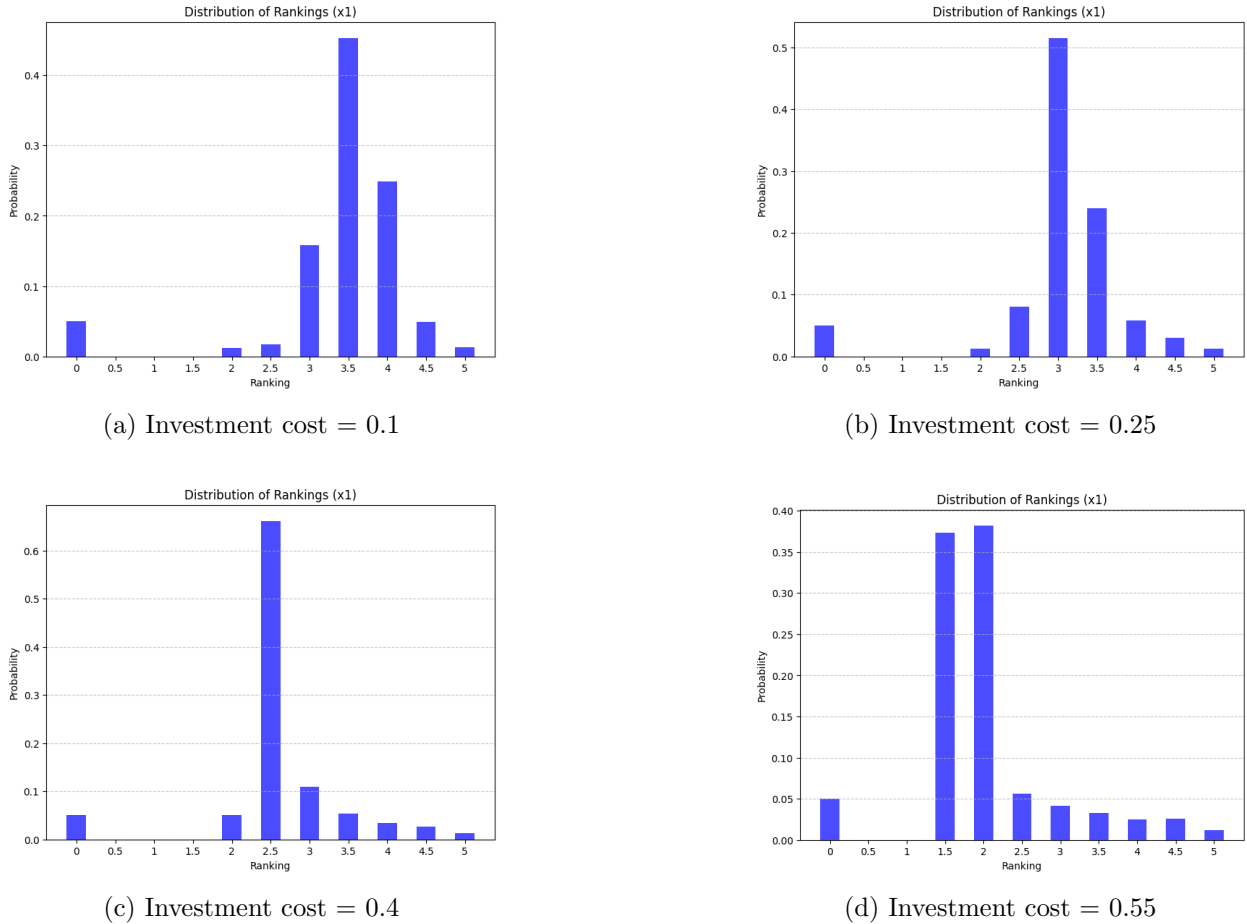 Distribution of Rankings (x1)
Probability
0.4
0.3
0.2
0.1
0.0
0 0.5 1 1.5 2 2.5 3 3.5 4 4.5 5
Ranking
(a) Investment cost = 0.1
Distribution of Rankings (x1)
Probability
0.5
0.4
0.3
0.2
0.1
0.0
0 0.5 1 1.5 2 2.5 3 3.5 4 4.5 5
Ranking
(b) Investment cost = 0.25
Distribution of Rankings (x1)
Probability
0.6
0.5
0.4
0.3
0.2
0.1
0.0
0 0.5 1 1.5 2 2.5 3 3.5 4 4.5 5
Ranking
(c) Investment cost = 0.4
Distribution of Rankings (x1)
Probability
0.40
0.35
0.30
0.25
0.20
0.15
0.10
0.05
0.00
0 0.5 1 1.5 2 2.5 3 3.5 4 4.5 5
Ranking
(d) Investment cost = 0.55